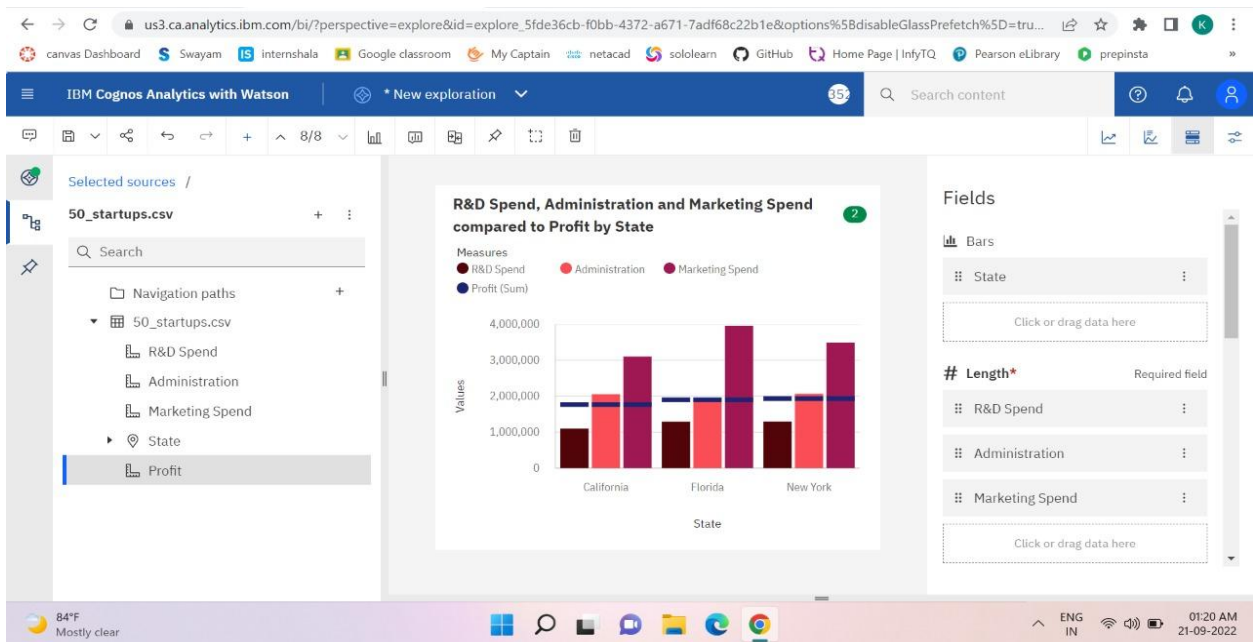 us3.ca.analytics.ibm.com/bi/?perspective=explore&id=explore_5fde36cb-f0bb-4372-a671-7adf68c22b1e&options%5BdisableGlassPrefetch%5D=tru... K
canvas Dashboard Swayam IS internshala Google classroom My Captain netacad sololearn GitHub Home Page | InfyTQ Pearson eLibrary prepinsta »
IBM Cognos Analytics with Watson * New exploration 352 Search content
8/8
Selected sources /
50_startups.csv
Search
Navigation paths
50_startups.csv
R&D Spend
Administration
Marketing Spend
State
Profit
R&D Spend, Administration and Marketing Spend
compared to Profit by State
2
Measures
R&D Spend Administration Marketing Spend
Profit (Sum)
Values
4,000,000
3,000,000
2,000,000
1,000,000
0
California Florida New York
State
Fields
Bars
State
Click or drag data here
# Length* Required field
R&D Spend
Administration
Marketing Spend
Click or drag data here
84°F
Mostly clear
ENG
IN
01:20 AM
21-09-2022